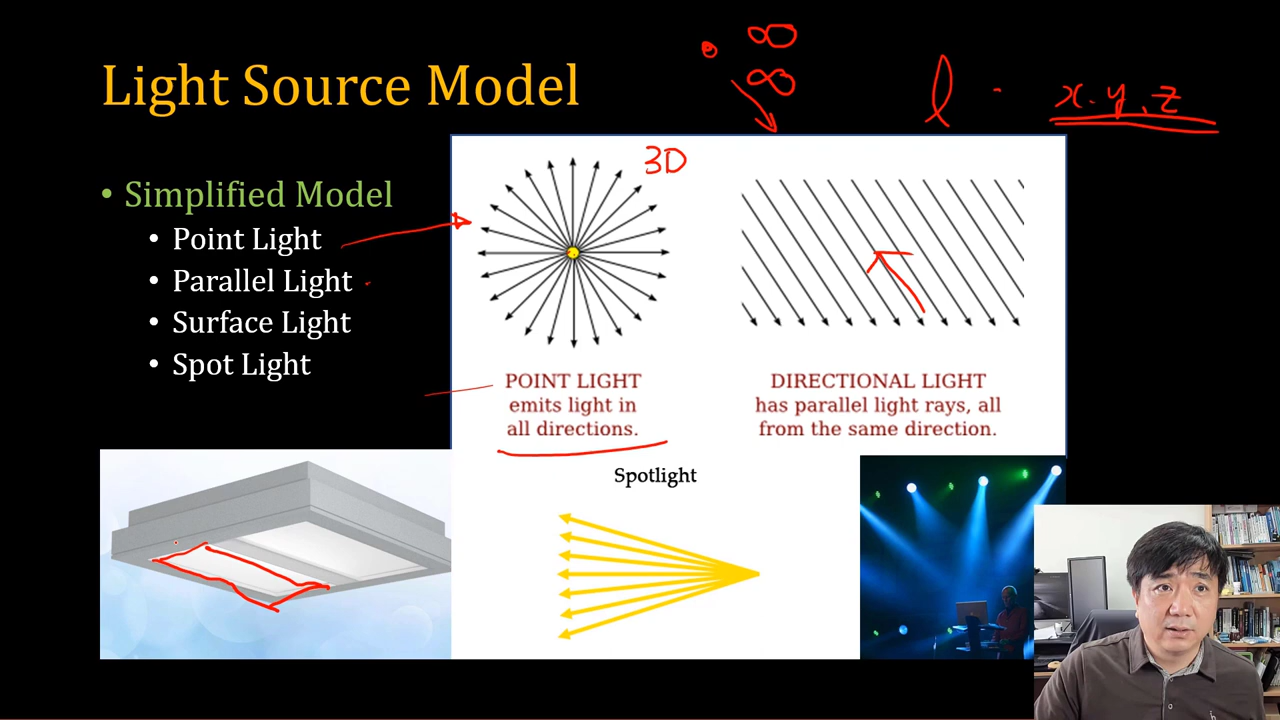 Light Source Model
∞
∞
l
x, y, z
• Simplified Model
• Point Light
• Parallel Light
• Surface Light
• Spot Light
3D
POINT LIGHT
emits light in
all directions.
DIRECTIONAL LIGHT
has parallel light rays, all
from the same direction.
Spotlight